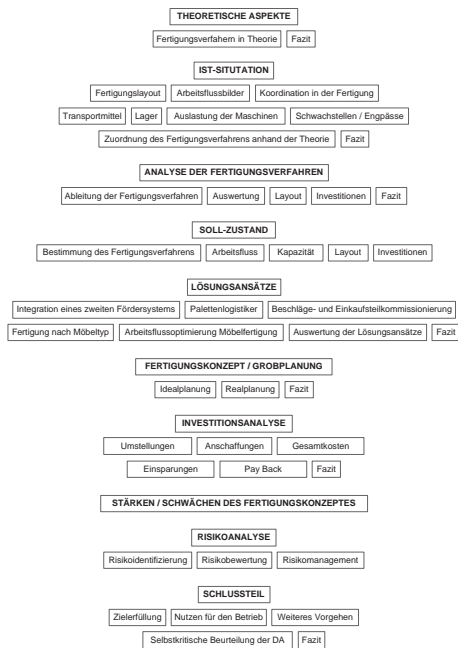 THEORETISCHE ASPEKTE
Fertigungsverfahern in Theorie Fazit
IST-SITUTATION
Fertigungslayout Arbeitsflussbilder Koordination in der Fertigung
Transportmittel Lager Auslastung der Maschinen Schwachstellen / Engpässe
Zuordnung des Fertigungsverfahrens anhand der Theorie Fazit
ANALYSE DER FERTIGUNGSVERFAHREN
Ableitung der Fertigungsverfahren Auswertung Layout Investitionen Fazit
SOLL-ZUSTAND
Bestimmung des Fertigungsverfahrens Arbeitsfluss Kapazität Layout Investitionen
LÖSUNGSANSÄTZE
Integration eines zweiten Fördersystems Palettenlogistiker Beschläge- und Einkaufsteilkommissionierung
Fertigung nach Möbeltyp Arbeitsflussoptimierung Möbelfertigung Auswertung der Lösungsansätze Fazit
FERTIGUNGSKONZEPT / GROBPLANUNG
Idealplanung Realplanung Fazit
INVESTITIONSANALYSE
Umstellungen Anschaffungen Gesamtkosten
Einsparungen Pay Back Fazit
STÄRKEN / SCHWÄCHEN DES FERTIGUNGSKONZEPTES
RISIKOANALYSE
Risikoidentifizierung Risikobewertung Risikomanagement
SCHLUSSTEIL
Zielerfüllung Nutzen für den Betrieb Weiteres Vorgehen
Selbstkritische Beurteilung der DA Fazit